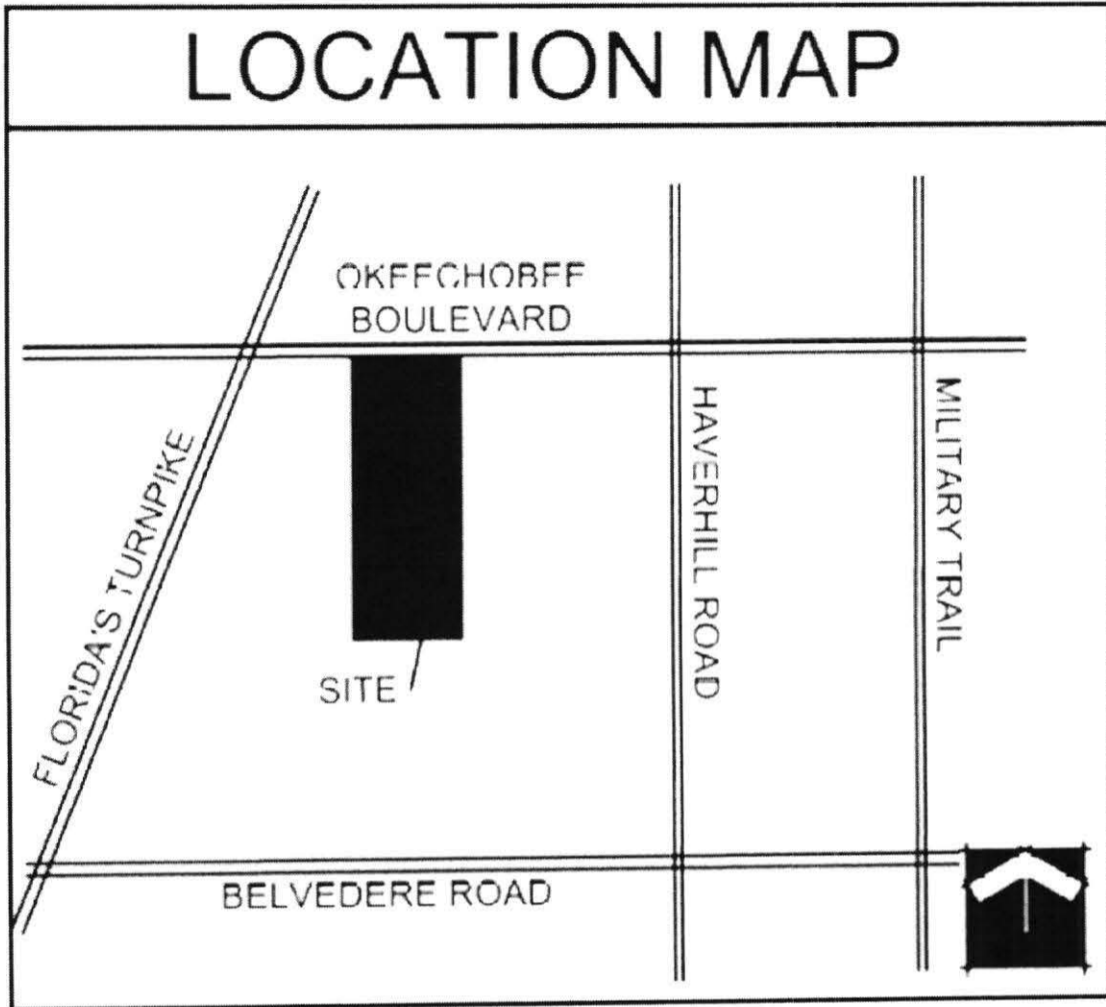 LOCATION MAP
OKEECHOBEE
BOULEVARD
FLORIDA'S TURNPIKE
HAVERHILL ROAD
MILITARY TRAIL
SITE
BELVEDERE ROAD